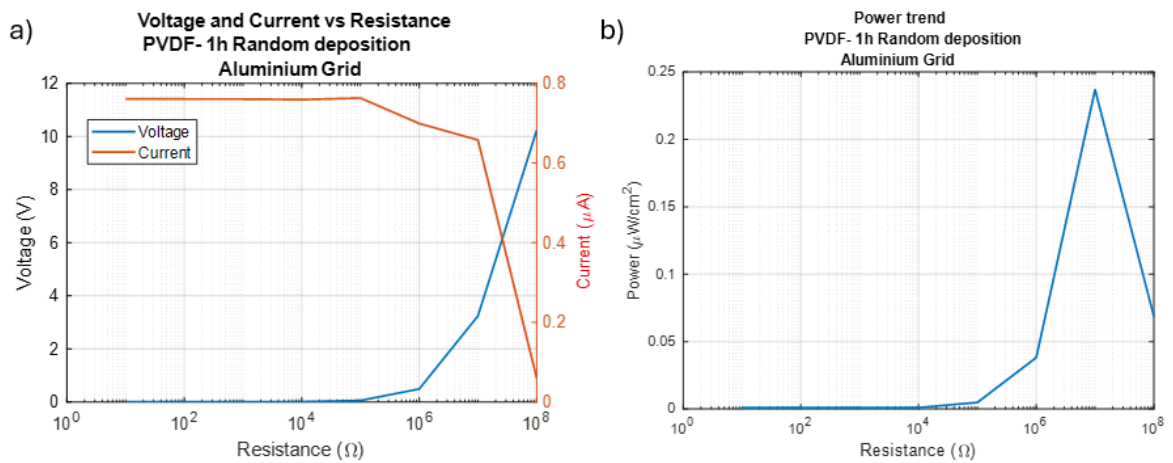 a)
Voltage and Current vs Resistance
PVDF- 1h Random deposition
Aluminium Grid
12
10
8
6
4
2
0
Voltage (V)
Voltage
Current
0.8
0.6
0.4
0.2
0
Current (μA)
10^0
10^2
10^4
10^6
10^8
Resistance (Ω)
b)
Power trend
PVDF- 1h Random deposition
Aluminium Grid
0.25
0.2
0.15
0.1
0.05
0
Power (μW/cm^2)
10^0
10^2
10^4
10^6
10^8
Resistance (Ω)